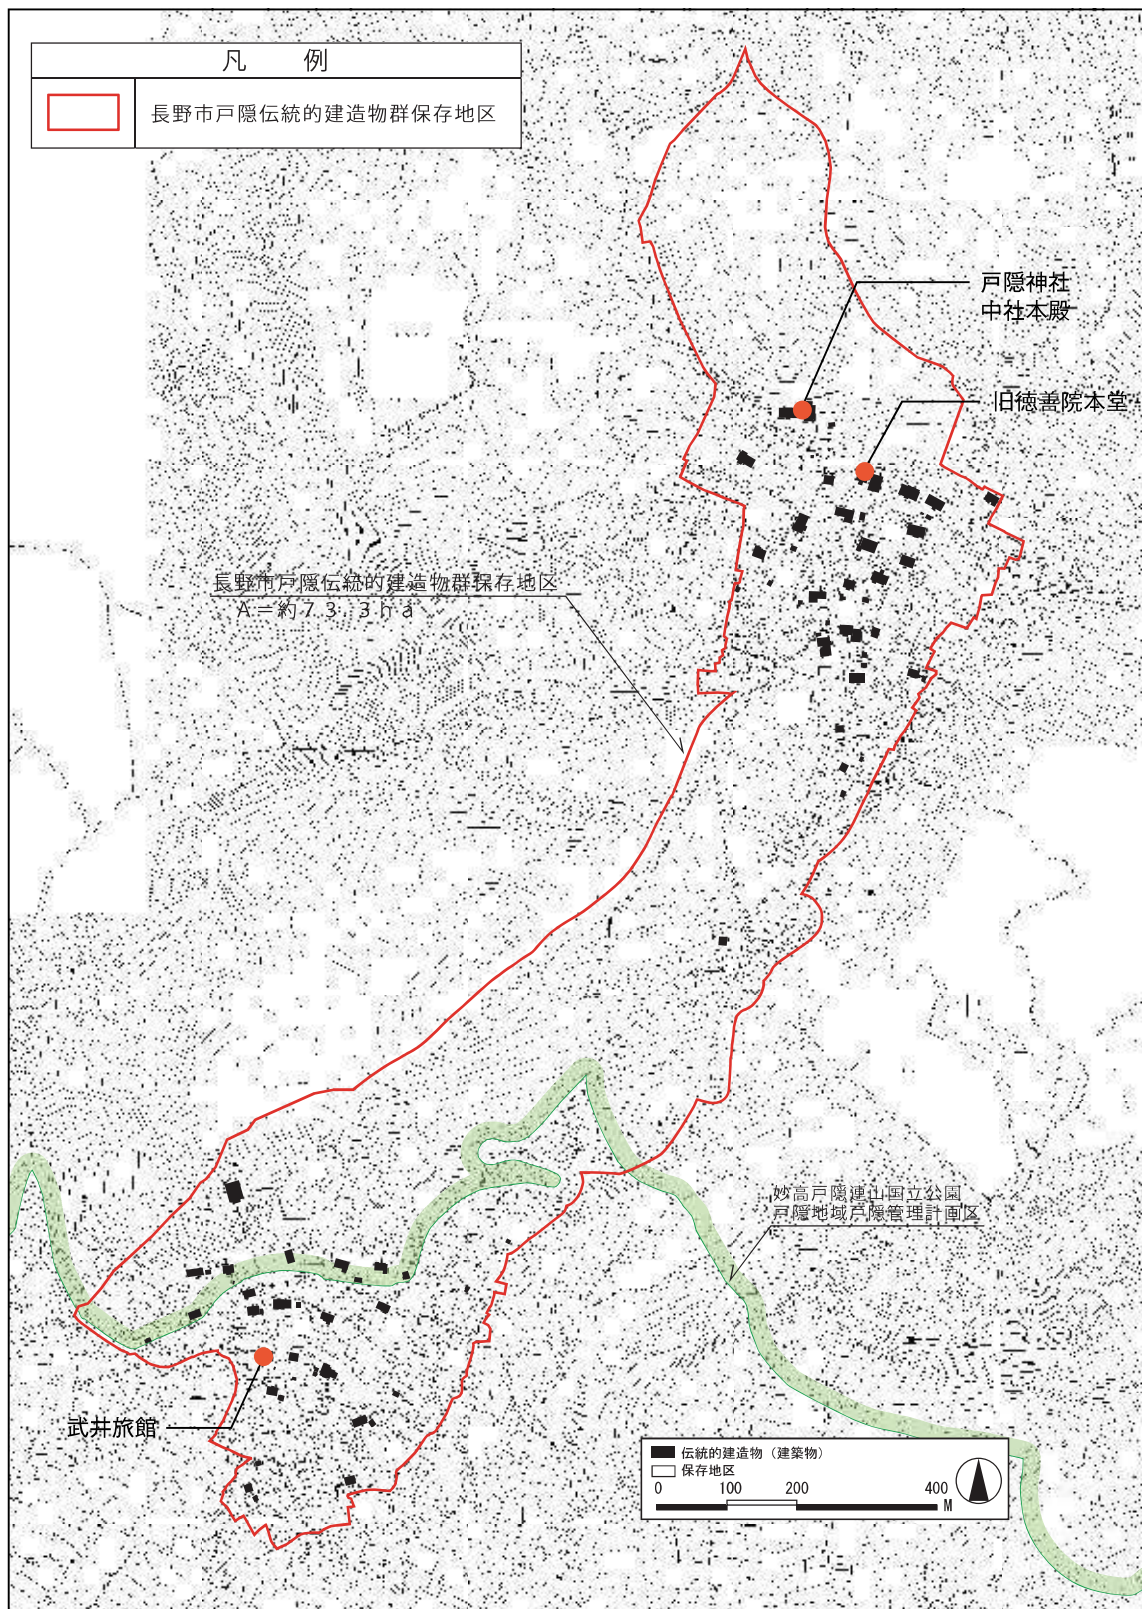 凡 例
長野市戸隠伝統的建造物群保存地区
戸隠神社
中社本殿
旧徳善院本堂
長野市戸隠伝統的建造物群保存地区
A=約73.3ha
妙高戸隠連山国立公園
戸隠地域戸隠管理計画区
武井旅館
伝統的建造物(建築物)
保存地区
0 100 200 400 M